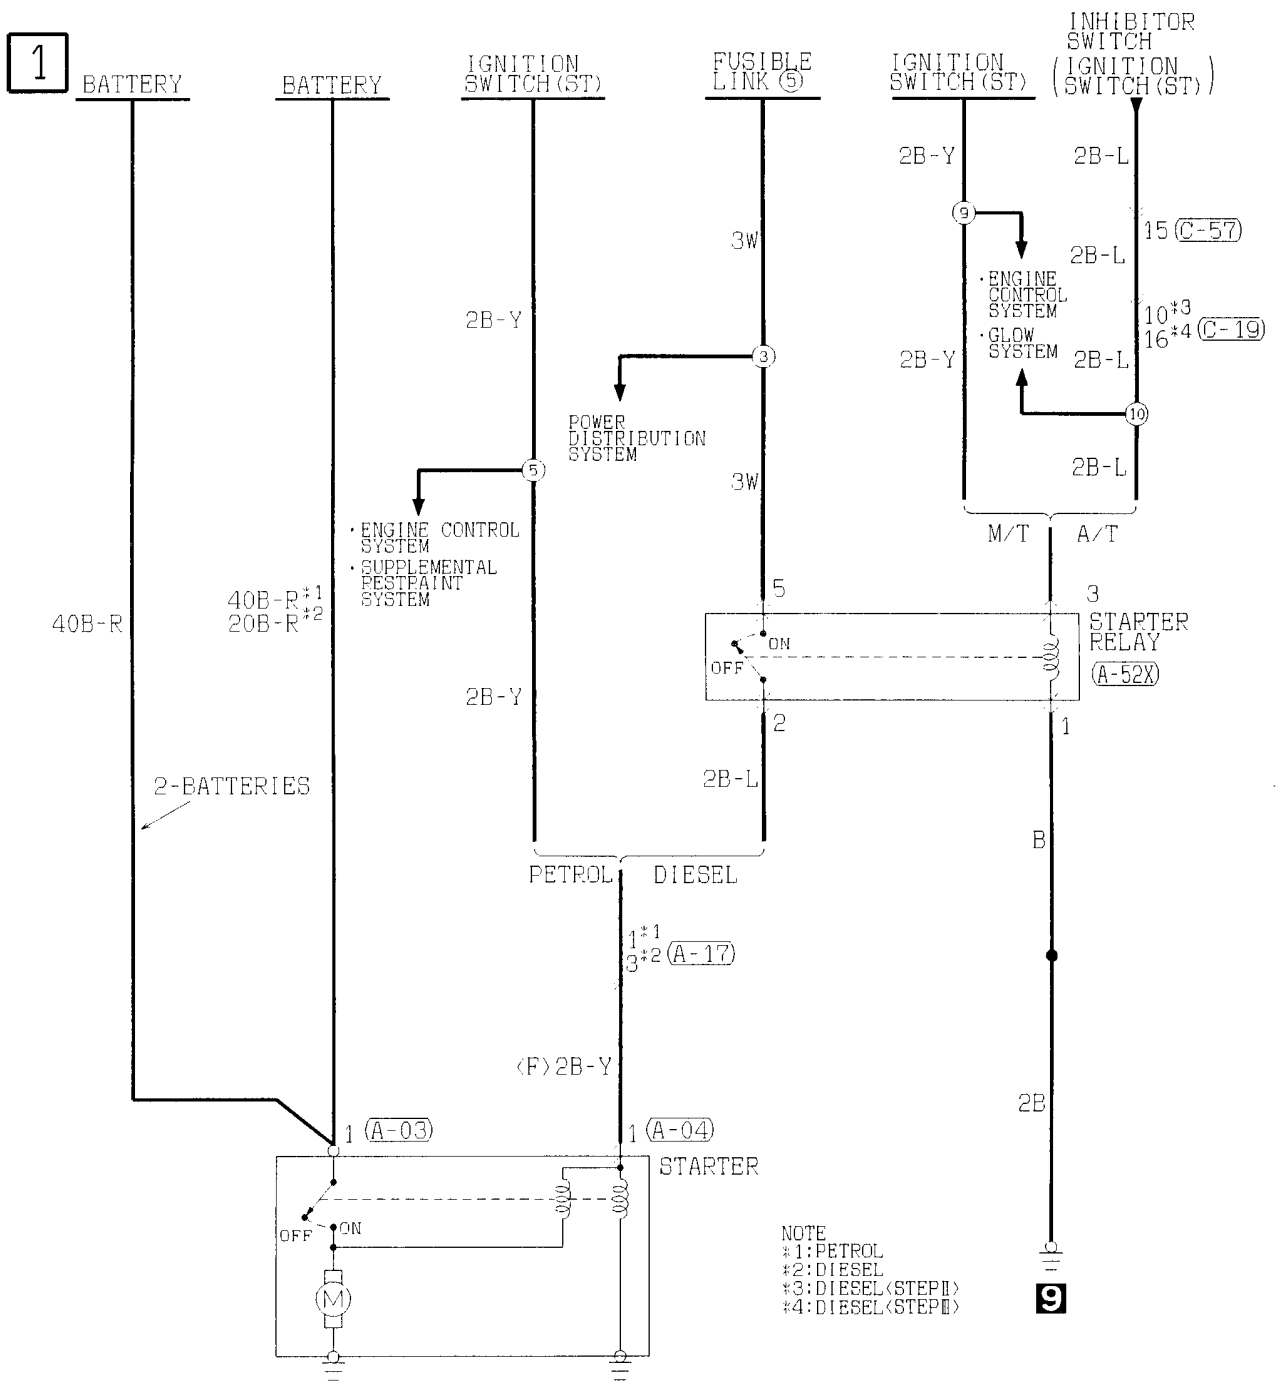 1
BATTERY
BATTERY
IGNITION
SWITCH(ST)
FUSIBLE
LINK ⑤
IGNITION
SWITCH(ST)
INHIBITOR
SWITCH
(IGNITION
SWITCH(ST))
2B-Y
2B-L
9
15 (C-57)
3W
2B-L
·ENGINE
CONTROL
SYSTEM
·GLOW
SYSTEM
10*3
16*4 (C-19)
2B-Y
2B-Y
2B-L
3
10
POWER
DISTRIBUTION
SYSTEM
5
3W
2B-L
·ENGINE CONTROL
SYSTEM
·SUPPLEMENTAL
RESTRAINT
SYSTEM
M/T A/T
40B-R
40B-R*1
20B-R*2
5
3
STARTER
RELAY
(A-52X)
ON
OFF
2B-Y
2
1
2-BATTERIES
2B-L
B
PETROL DIESEL
1*1
3*2 (A-17)
<F>2B-Y
2B
1 (A-03)
1 (A-04)
STARTER
OFF
ON
M
NOTE
*1:PETROL
*2:DIESEL
*3:DIESEL<STEPⅡ>
*4:DIESEL<STEPⅢ>
9